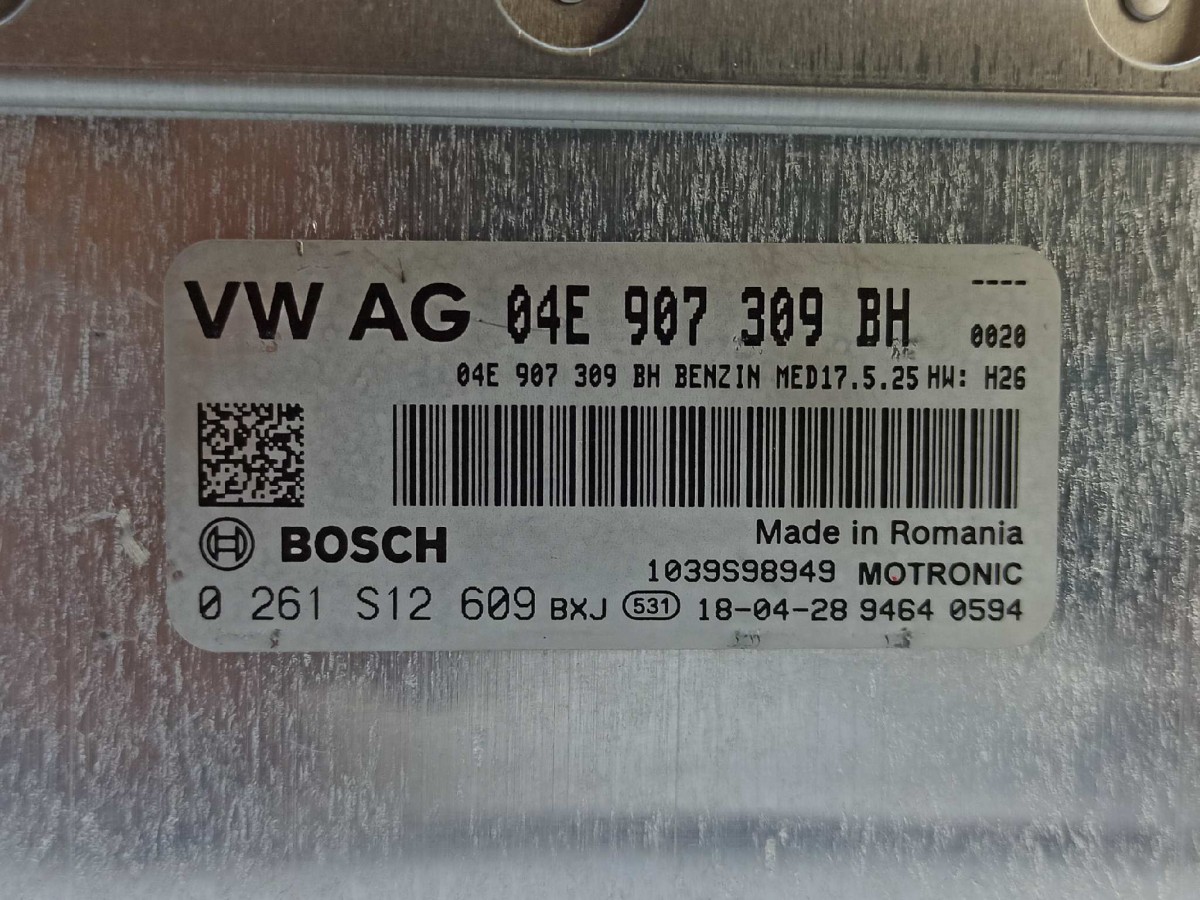 VW AG 04E 907 309 BH ----
0020
04E 907 309 BH BENZIN MED17.5.25 HW: H26
BOSCH
Made in Romania
1039S98949 MOTRONIC
0 261 S12 609 BXJ 531 18-04-28 9464 0594